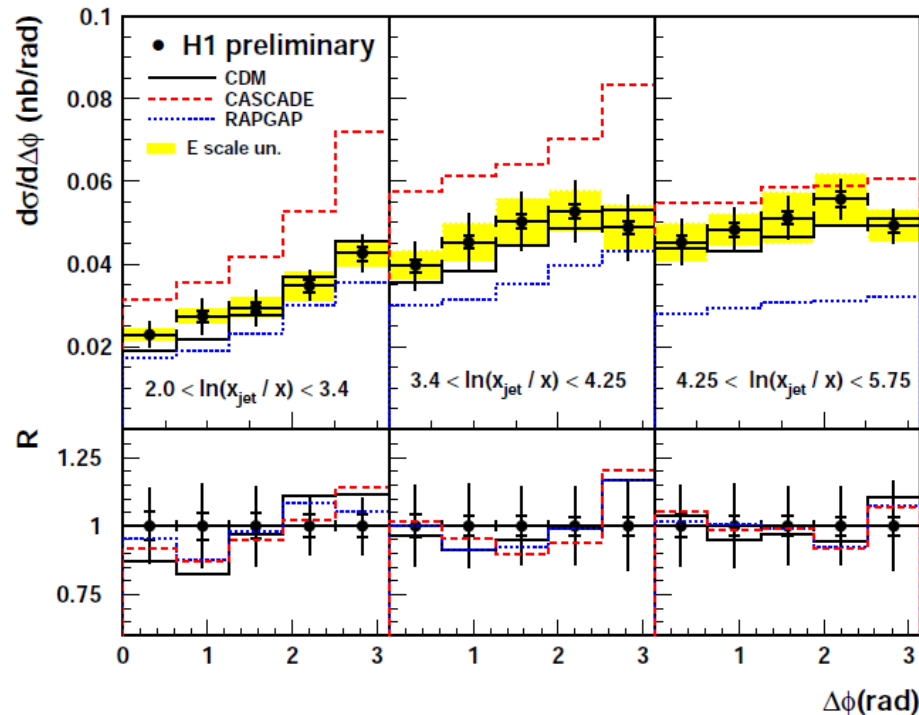 dσ/dΔϕ (nb/rad)
0.1
0.08
0.06
0.04
0.02
H1 preliminary
CDM
CASCADE
RAPGAP
E scale un.
2.0 < ln(x_jet / x) < 3.4
3.4 < ln(x_jet / x) < 4.25
4.25 < ln(x_jet / x) < 5.75
R
1.25
1
0.75
0 1 2 3 1 2 3 1 2 3
Δϕ(rad)